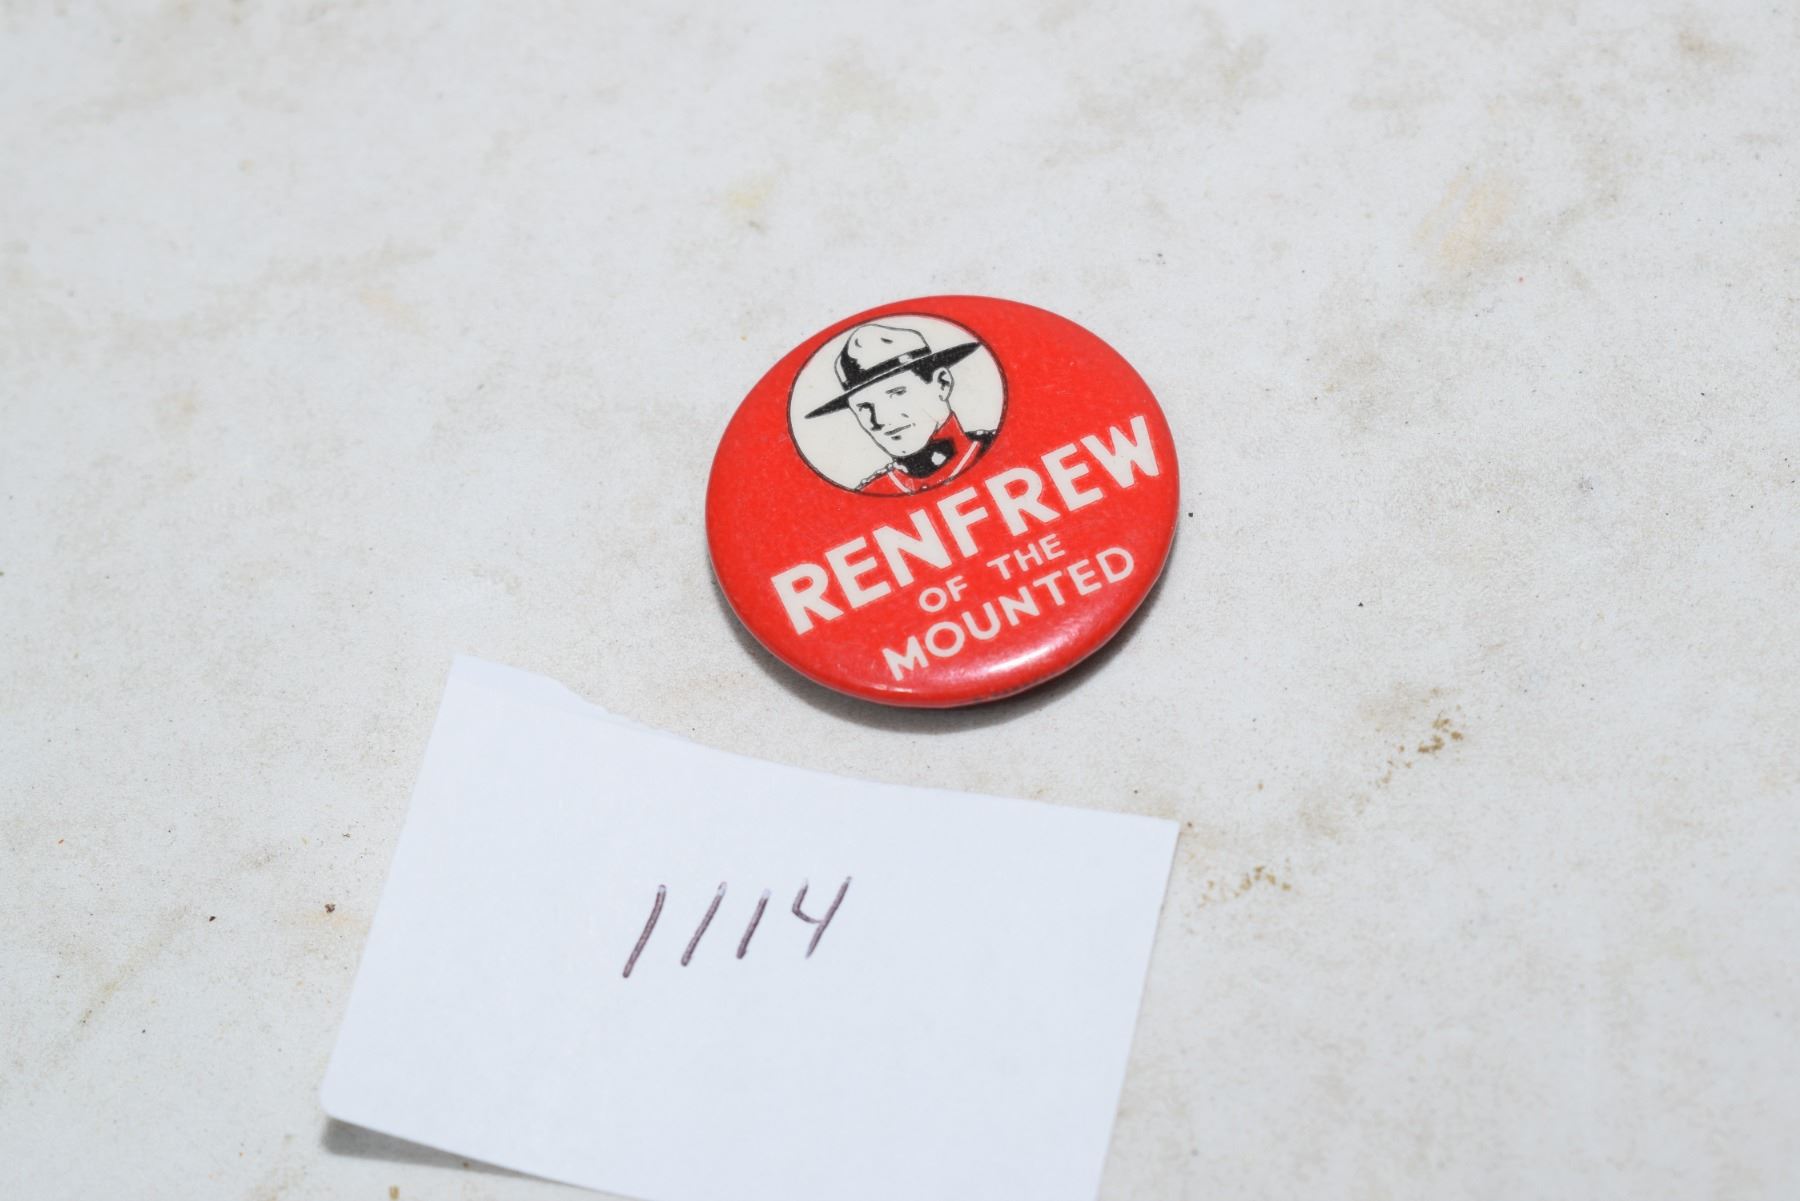 RENFREW
OF THE
MOUNTED
1114